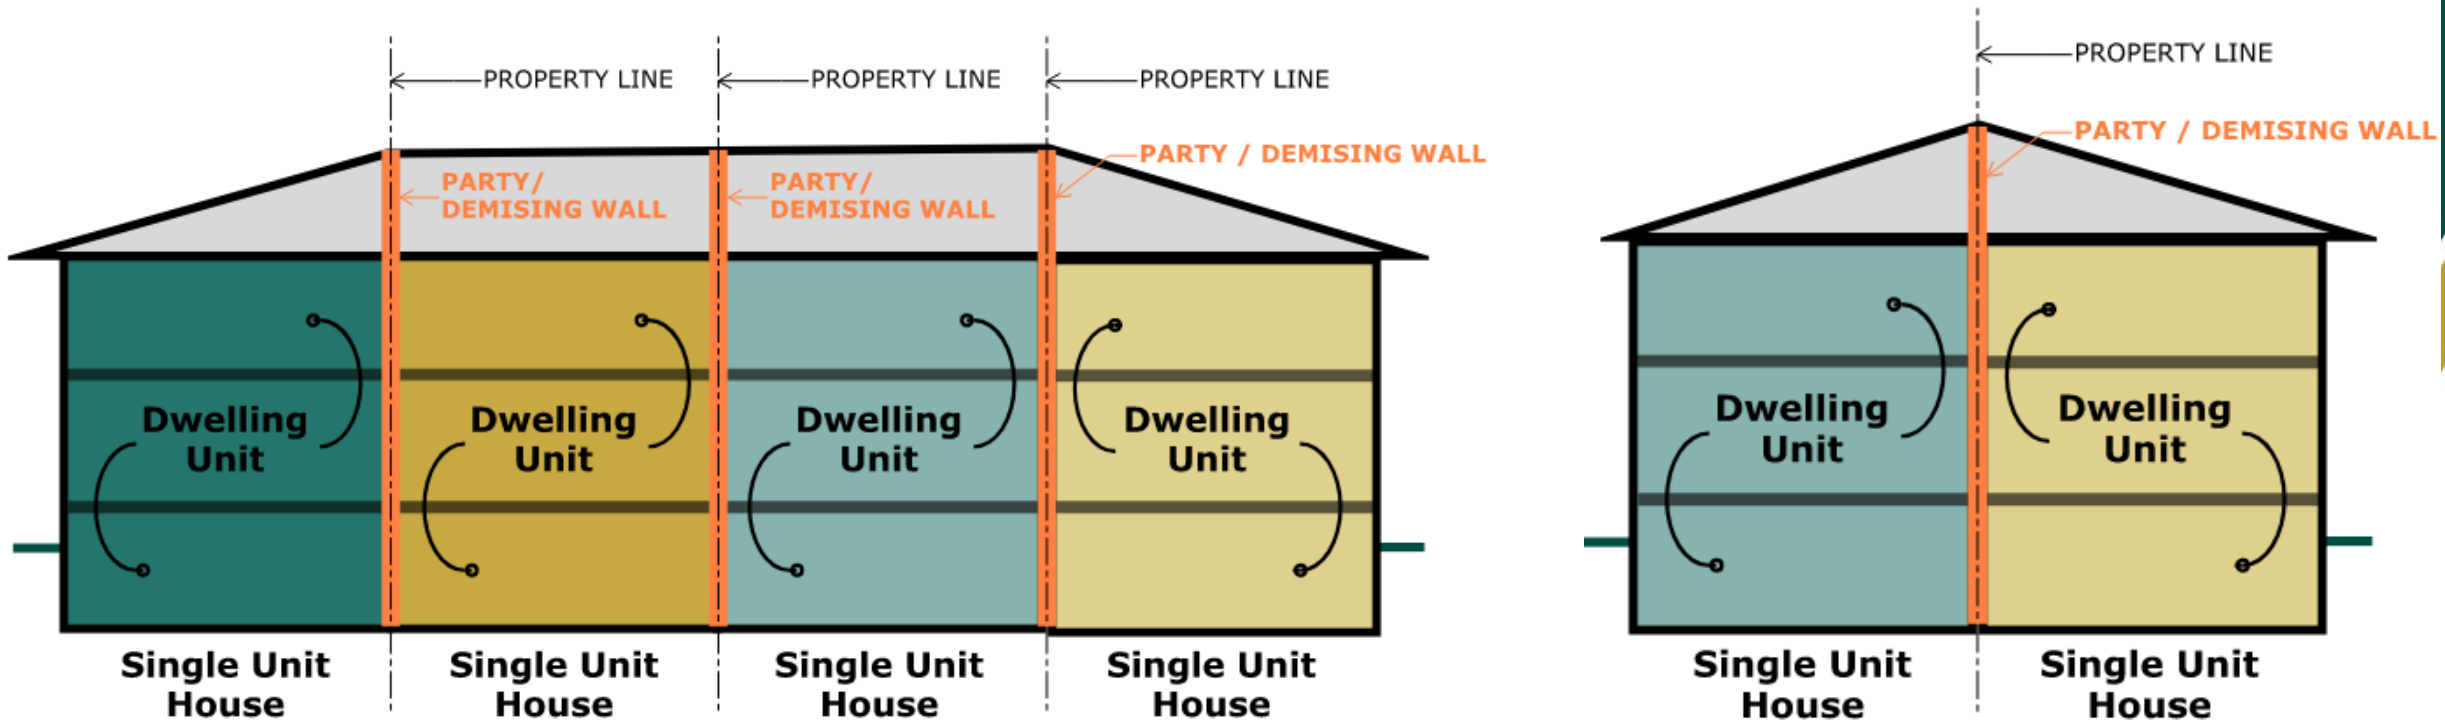 PROPERTY LINE
PROPERTY LINE
PROPERTY LINE
PARTY/
DEMISING WALL
PARTY/
DEMISING WALL
PARTY / DEMISING WALL
Dwelling
Unit
Dwelling
Unit
Dwelling
Unit
Dwelling
Unit
Single Unit
House
Single Unit
House
Single Unit
House
Single Unit
House
PROPERTY LINE
PARTY / DEMISING WALL
Dwelling
Unit
Dwelling
Unit
Single Unit
House
Single Unit
House